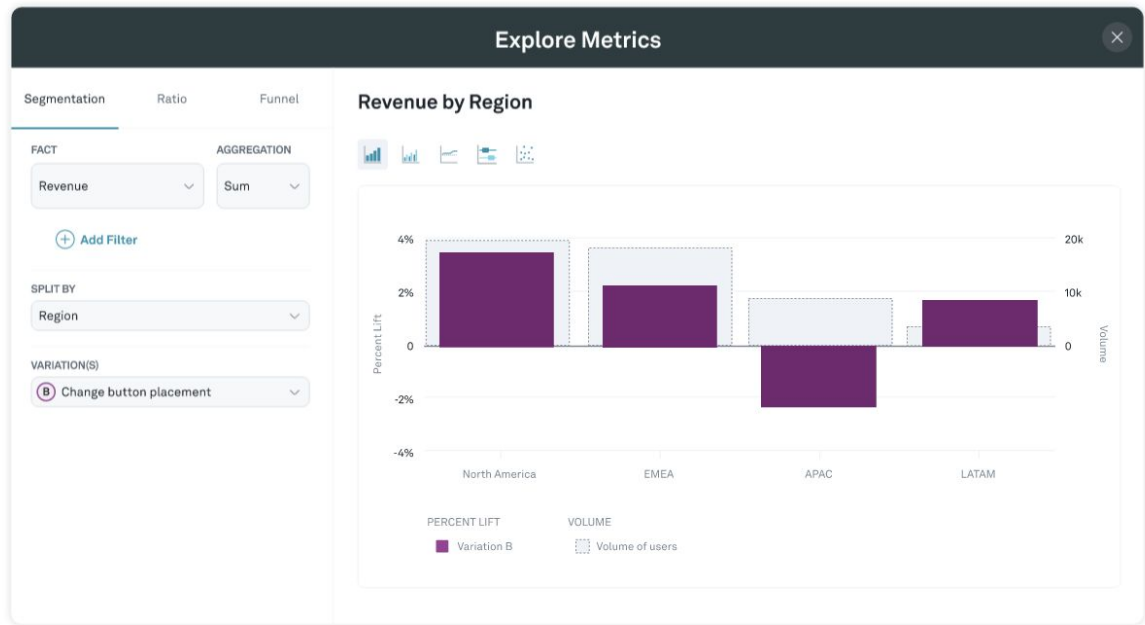 Explore Metrics
Segmentation Ratio Funnel
FACT AGGREGATION
Revenue Sum
Add Filter
SPLIT BY
Region
VARIATION(S)
B Change button placement
Revenue by Region
4% 20k
2% 10k
0 0
-2%
-4%
Percent Lift
Volume
North America EMEA APAC LATAM
PERCENT LIFT VOLUME
Variation B Volume of users